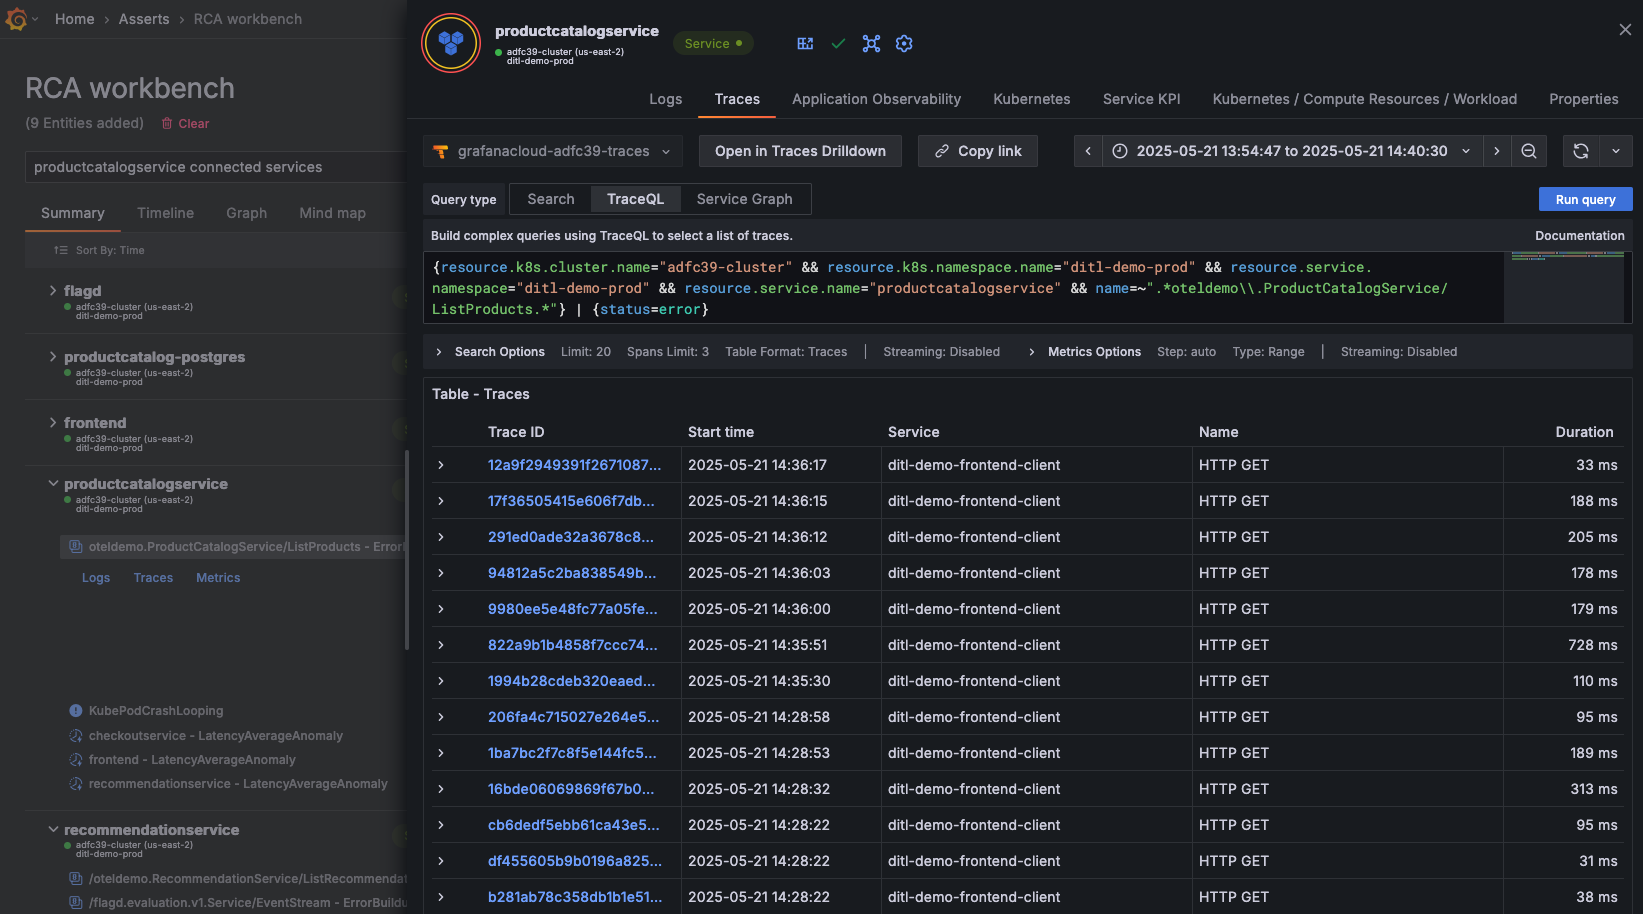 Home › Asserts › RCA workbench
RCA workbench
(9 Entities added) Clear
productcatalogservice connected services
Summary Timeline Graph Mind map
Sort By: Time
flagd
adfc39-cluster (us-east-2)
ditl-demo-prod
productcatalog-postgres
adfc39-cluster (us-east-2)
ditl-demo-prod
frontend
adfc39-cluster (us-east-2)
ditl-demo-prod
productcatalogservice
adfc39-cluster (us-east-2)
ditl-demo-prod
oteldemo.ProductCatalogService/ListProducts - Error
Logs Traces Metrics
KubePodCrashLooping
checkoutservice - LatencyAverageAnomaly
frontend - LatencyAverageAnomaly
recommendationservice - LatencyAverageAnomaly
recommendationservice
adfc39-cluster (us-east-2)
ditl-demo-prod
/oteldemo.RecommendationService/ListRecommendat
/flagd.evaluation.v1.Service/EventStream - ErrorBuildu
productcatalogservice
adfc39-cluster (us-east-2)
ditl-demo-prod
Service
Logs Traces Application Observability Kubernetes Service KPI Kubernetes / Compute Resources / Workload Properties
grafanacloud-adfc39-traces Open in Traces Drilldown Copy link 2025-05-21 13:54:47 to 2025-05-21 14:40:30
Query type Search TraceQL Service Graph Run query
Build complex queries using TraceQL to select a list of traces. Documentation
{resource.k8s.cluster.name="adfc39-cluster" && resource.k8s.namespace.name="ditl-demo-prod" && resource.service.
namespace="ditl-demo-prod" && resource.service.name="productcatalogservice" && name=~".*oteldemo\\.ProductCatalogService/
ListProducts.*"} | {status=error}
Search Options Limit: 20 Spans Limit: 3 Table Format: Traces | Streaming: Disabled Metrics Options Step: auto Type: Range | Streaming: Disabled
Table - Traces
Trace ID Start time Service Name Duration
12a9f2949391f2671087... 2025-05-21 14:36:17 ditl-demo-frontend-client HTTP GET 33 ms
17f36505415e606f7db... 2025-05-21 14:36:15 ditl-demo-frontend-client HTTP GET 188 ms
291ed0ade32a3678c8... 2025-05-21 14:36:12 ditl-demo-frontend-client HTTP GET 205 ms
94812a5c2ba838549b... 2025-05-21 14:36:03 ditl-demo-frontend-client HTTP GET 178 ms
9980ee5e48fc77a05fe... 2025-05-21 14:36:00 ditl-demo-frontend-client HTTP GET 179 ms
822a9b1b4858f7ccc74... 2025-05-21 14:35:51 ditl-demo-frontend-client HTTP GET 728 ms
1994b28cdeb320eaed... 2025-05-21 14:35:30 ditl-demo-frontend-client HTTP GET 110 ms
206fa4c715027e264e5... 2025-05-21 14:28:58 ditl-demo-frontend-client HTTP GET 95 ms
1ba7bc2f7c8f5e144fc5... 2025-05-21 14:28:53 ditl-demo-frontend-client HTTP GET 189 ms
16bde06069869f67b0... 2025-05-21 14:28:32 ditl-demo-frontend-client HTTP GET 313 ms
cb6dedf5ebb61ca43e5... 2025-05-21 14:28:22 ditl-demo-frontend-client HTTP GET 95 ms
df455605b9b0196a825... 2025-05-21 14:28:22 ditl-demo-frontend-client HTTP GET 31 ms
b281ab78c358db1b1e51... 2025-05-21 14:28:22 ditl-demo-frontend-client HTTP GET 38 ms